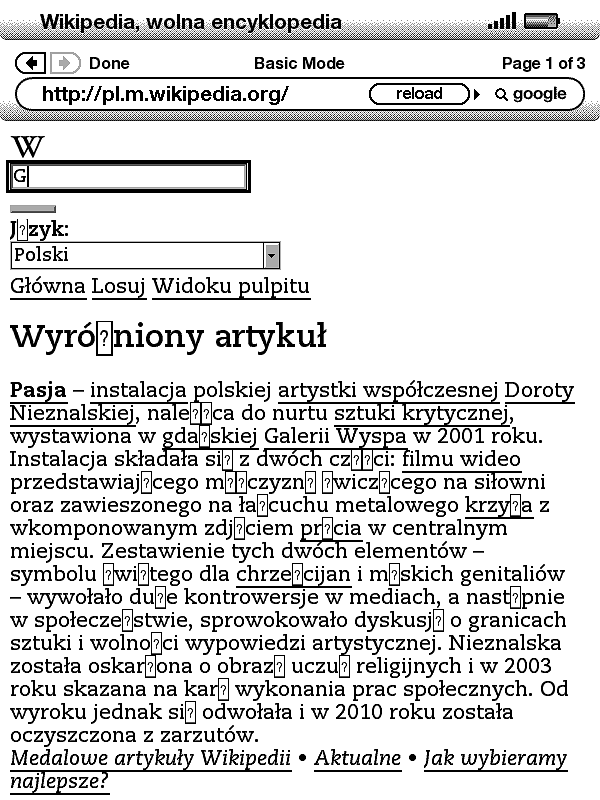 Wikipedia, wolna encyklopedia
Done Basic Mode Page 1 of 3
http://pl.m.wikipedia.org/ reload google
W
G
J�zyk:
Polski
Główna Losuj Widoku pulpitu
Wyró�niony artykuł
Pasja – instalacja polskiej artystki współczesnej Doroty
Nieznalskiej, nale��ca do nurtu sztuki krytycznej,
wystawiona w gda�skiej Galerii Wyspa w 2001 roku.
Instalacja składała si� z dwóch cz��ci: filmu wideo
przedstawiaj�cego m��czyzn� �wicz�cego na siłowni
oraz zawieszonego na ła�cuchu metalowego krzy�a z
wkomponowanym zdj�ciem pr�cia w centralnym
miejscu. Zestawienie tych dwóch elementów –
symbolu �wi�tego dla chrze�cijan i m�skich genitaliów
– wywołało du�e kontrowersje w mediach, a nast�pnie
w społecze�stwie, sprowokowało dyskusj� o granicach
sztuki i wolno�ci wypowiedzi artystycznej. Nieznalska
została oskar�ona o obraz� uczu� religijnych i w 2003
roku skazana na kar� wykonania prac społecznych. Od
wyroku jednak si� odwołała i w 2010 roku została
oczyszczona z zarzutów.
Medalowe artykuły Wikipedii • Aktualne • Jak wybieramy
najlepsze?